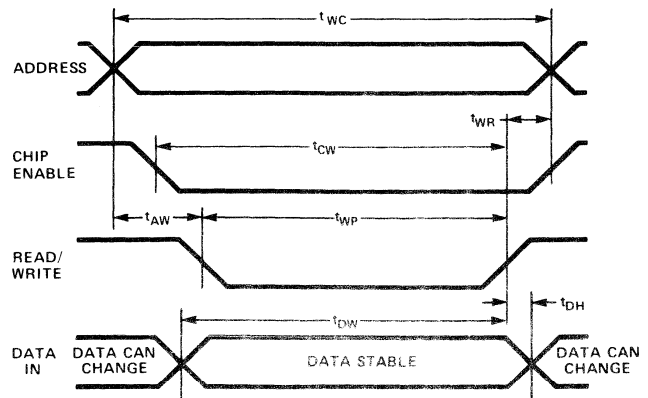 tWC
ADDRESS
tWR
tCW
CHIP
ENABLE
tAW
tWP
READ/
WRITE
tDH
tDW
DATA
IN
DATA CAN
CHANGE
DATA STABLE
DATA CAN
CHANGE